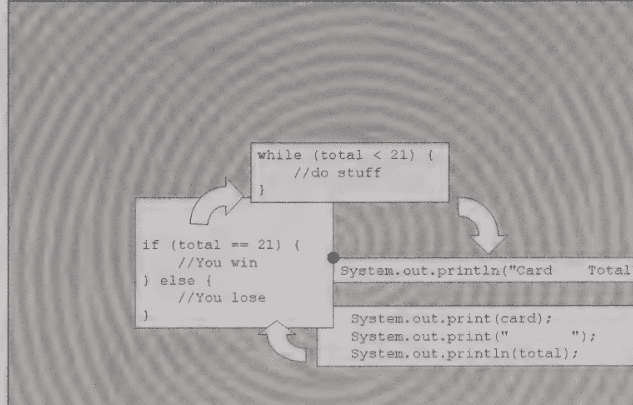 while (total < 21) {
    //do stuff
}
if (total == 21) {
    //You win
} else {
    //You lose
}
System.out.println("Card    Total
System.out.print(card);
System.out.print("        ");
System.out.println(total);